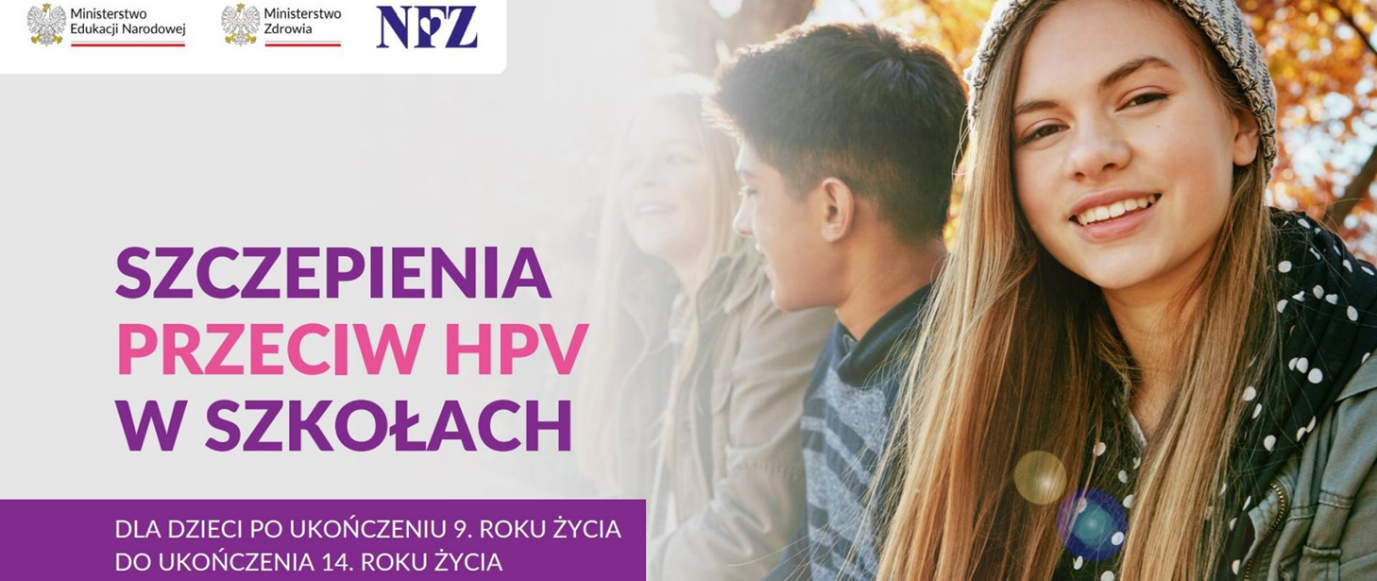 Ministerstwo
Edukacji Narodowej
Ministerstwo
Zdrowia
NFZ
SZCZEPIENIA
PRZECIW HPV
W SZKOŁACH
DLA DZIECI PO UKOŃCZENIU 9. ROKU ŻYCIA
DO UKOŃCZENIA 14. ROKU ŻYCIA